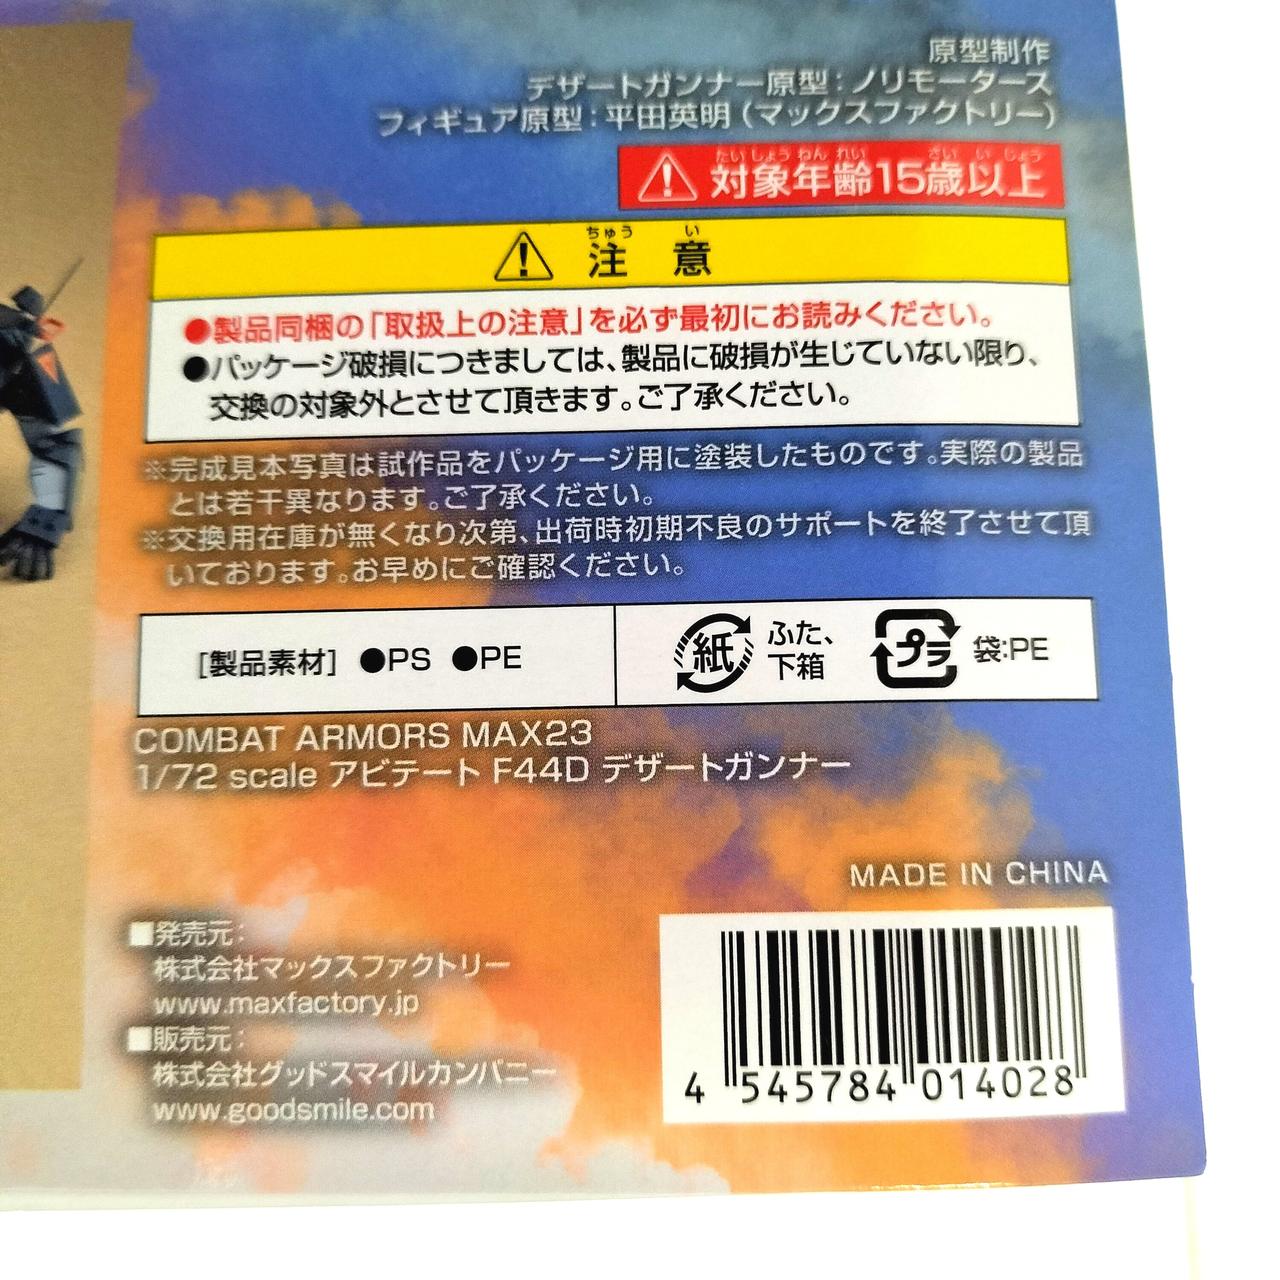 原型制作
デザートガンナー原型：ノリモータース
フィギュア原型：平田英明（マックスファクトリー）
たいしょうねんれい さいいじょう
対象年齢15歳以上
ちゅう い
注 意
●製品同梱の「取扱上の注意」を必ず最初にお読みください。
●パッケージ破損につきましては、製品に破損が生じていない限り、
交換の対象外とさせて頂きます。ご了承ください。
※完成見本写真は試作品をパッケージ用に塗装したものです。実際の製品
とは若干異なります。ご了承ください。
※交換用在庫が無くなり次第、出荷時初期不良のサポートを終了させて頂
いております。お早めにご確認ください。
[製品素材] ●PS ●PE
紙 ふた、
下箱
プラ 袋:PE
COMBAT ARMORS MAX23
1/72 scale アビテート F44D デザートガンナー
MADE IN CHINA
■発売元：
株式会社マックスファクトリー
www.maxfactory.jp
■販売元：
株式会社グッドスマイルカンパニー
www.goodsmile.com
4 545784 014028